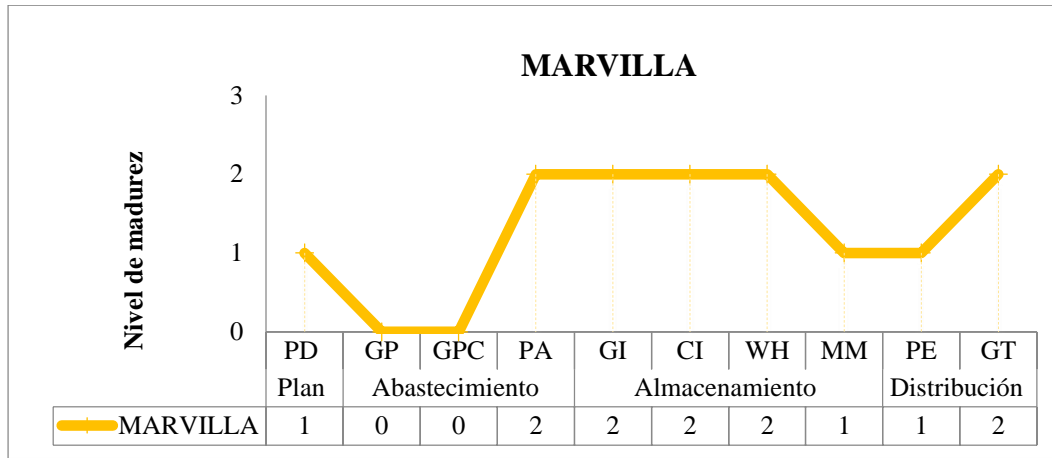 MARVILLA
Nivel de madurez
3
2
1
0
PD GP GPC PA GI CI WH MM PE GT
Plan Abastecimiento Almacenamiento Distribución
MARVILLA 1 0 0 2 2 2 2 1 1 2